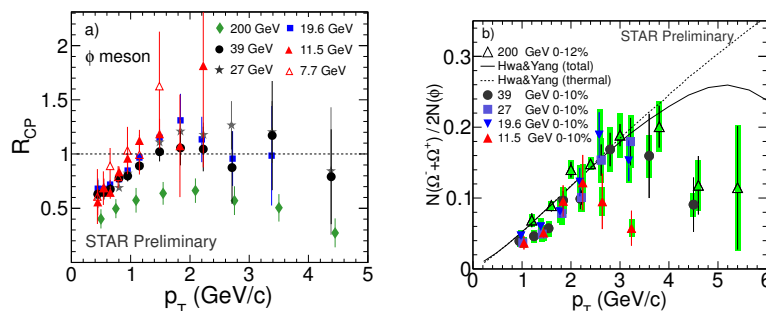 a)
200 GeV
19.6 GeV
39 GeV
11.5 GeV
27 GeV
7.7 GeV
ϕ meson
R_CP
2
1.5
1
0.5
STAR Preliminary
0 1 2 3 4 5
p_T (GeV/c)
b)
STAR Preliminary
200 GeV 0-12%
Hwa&Yang (total)
Hwa&Yang (thermal)
39 GeV 0-10%
27 GeV 0-10%
19.6 GeV 0-10%
11.5 GeV 0-10%
N(Ω⁻+Ω⁺) / 2N(ϕ)
0.3
0.2
0.1
0
0 1 2 3 4 5 6
p_T (GeV/c)